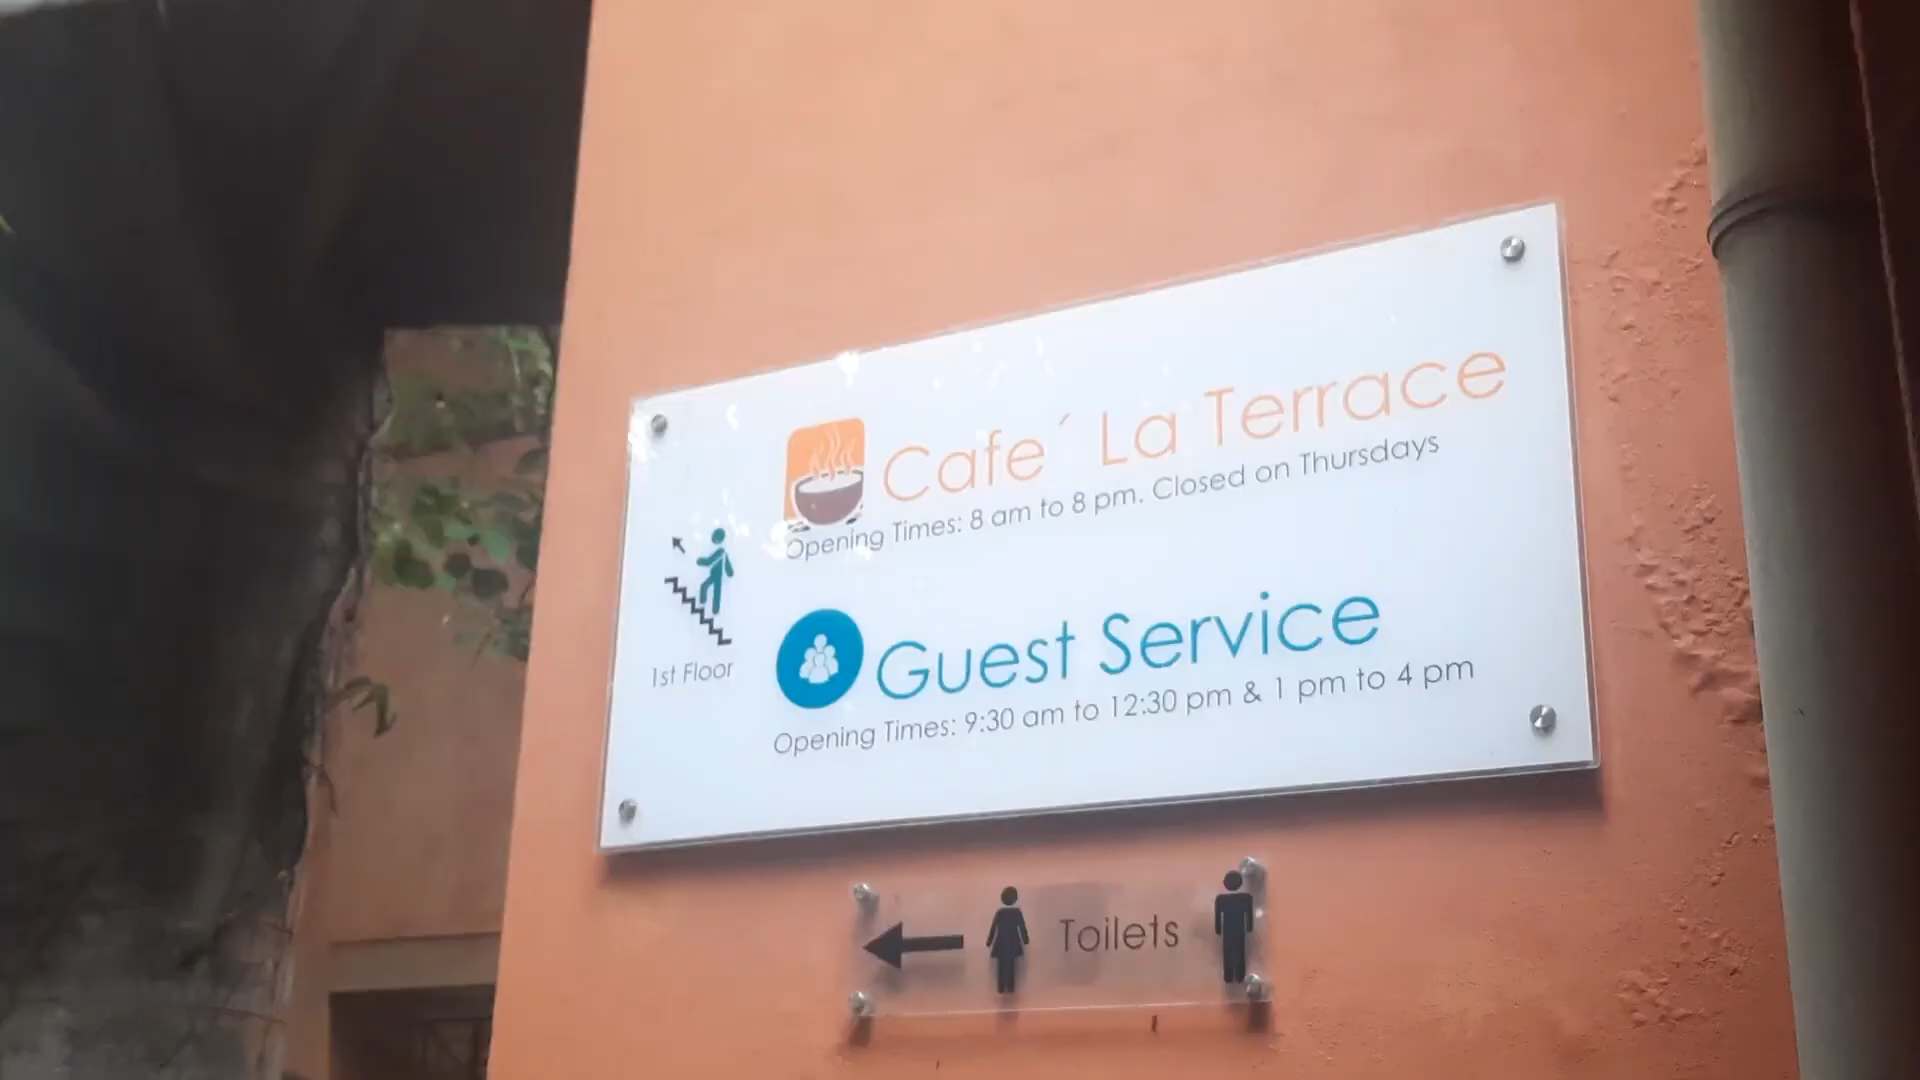 Cafe´ La Terrace
Opening Times: 8 am to 8 pm. Closed on Thursdays
1st Floor
Guest Service
Opening Times: 9:30 am to 12:30 pm & 1 pm to 4 pm
Toilets